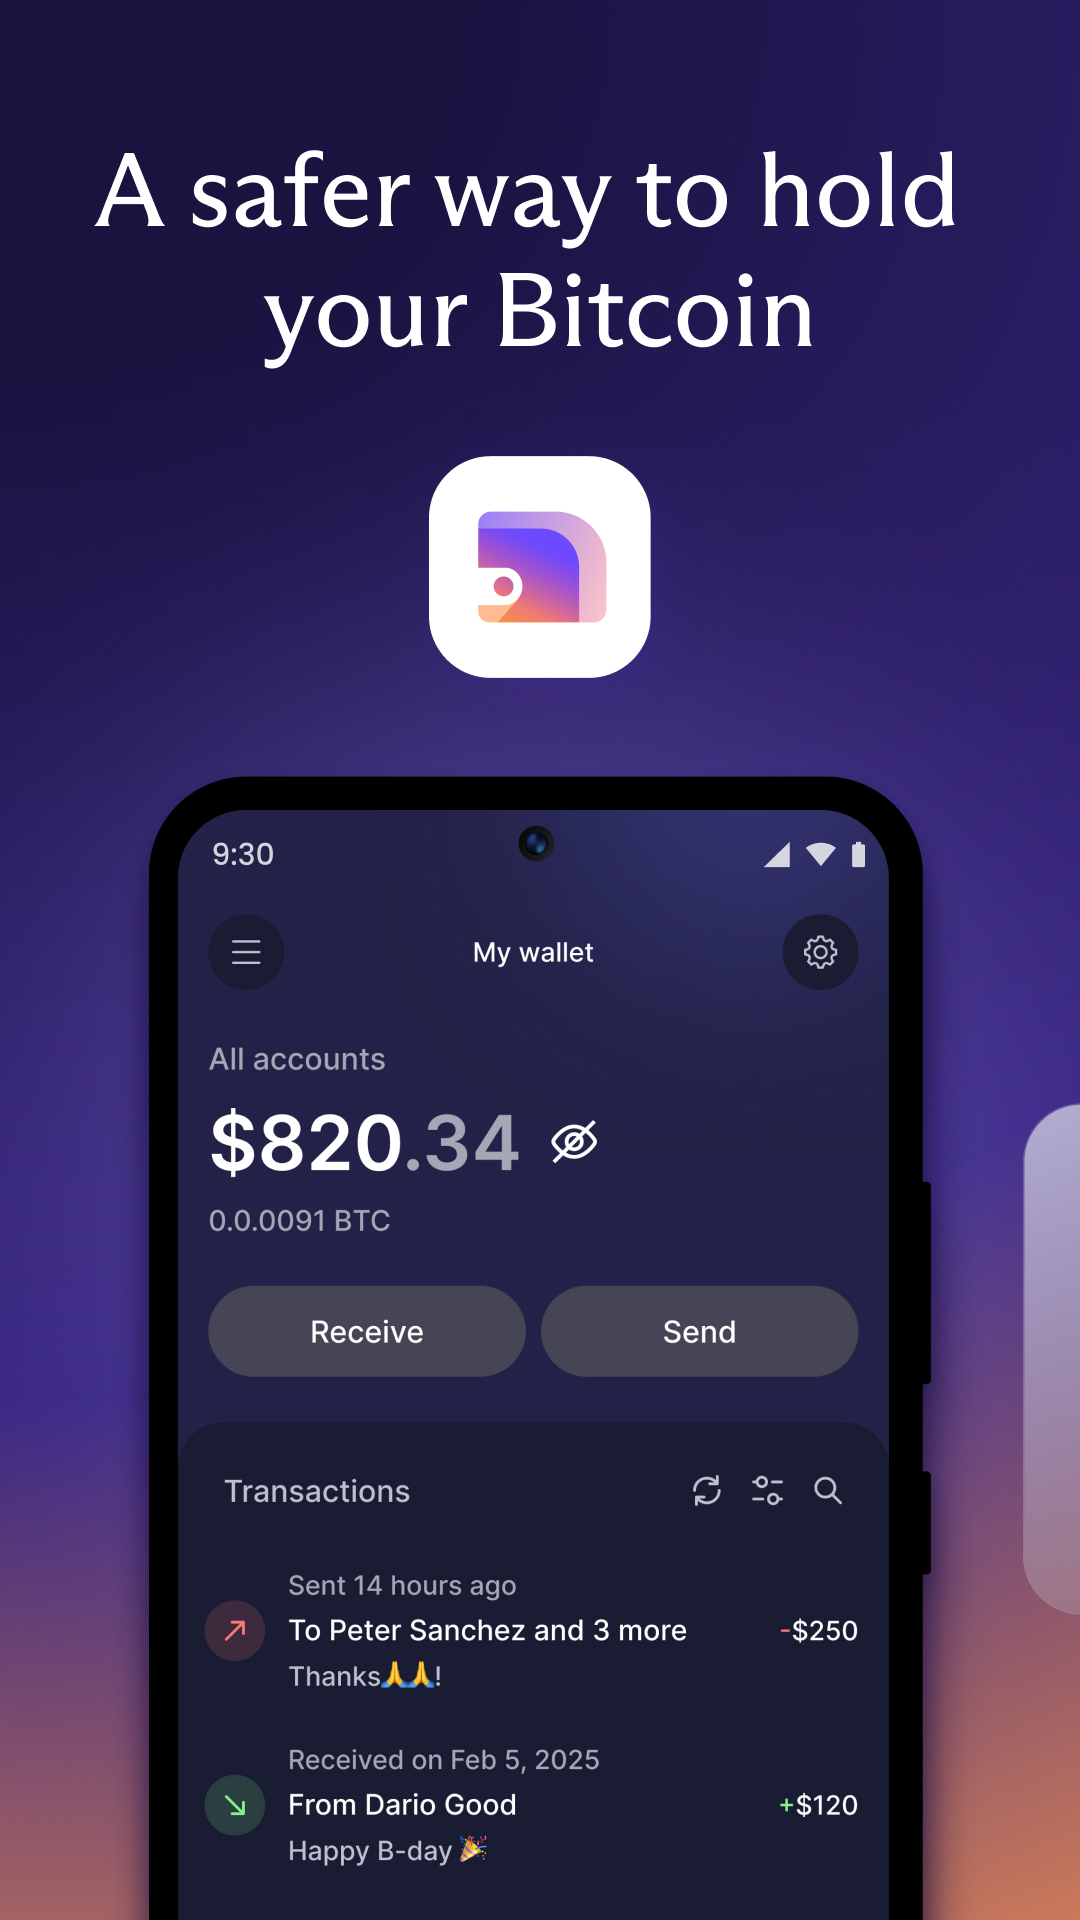 A safer way to hold
your Bitcoin
9:30
My wallet
All accounts
$820.34
0.0.0091 BTC
Receive
Send
Transactions
Sent 14 hours ago
To Peter Sanchez and 3 more
-$250
Thanks🙏🙏!
Received on Feb 5, 2025
From Dario Good
+$120
Happy B-day 🎉